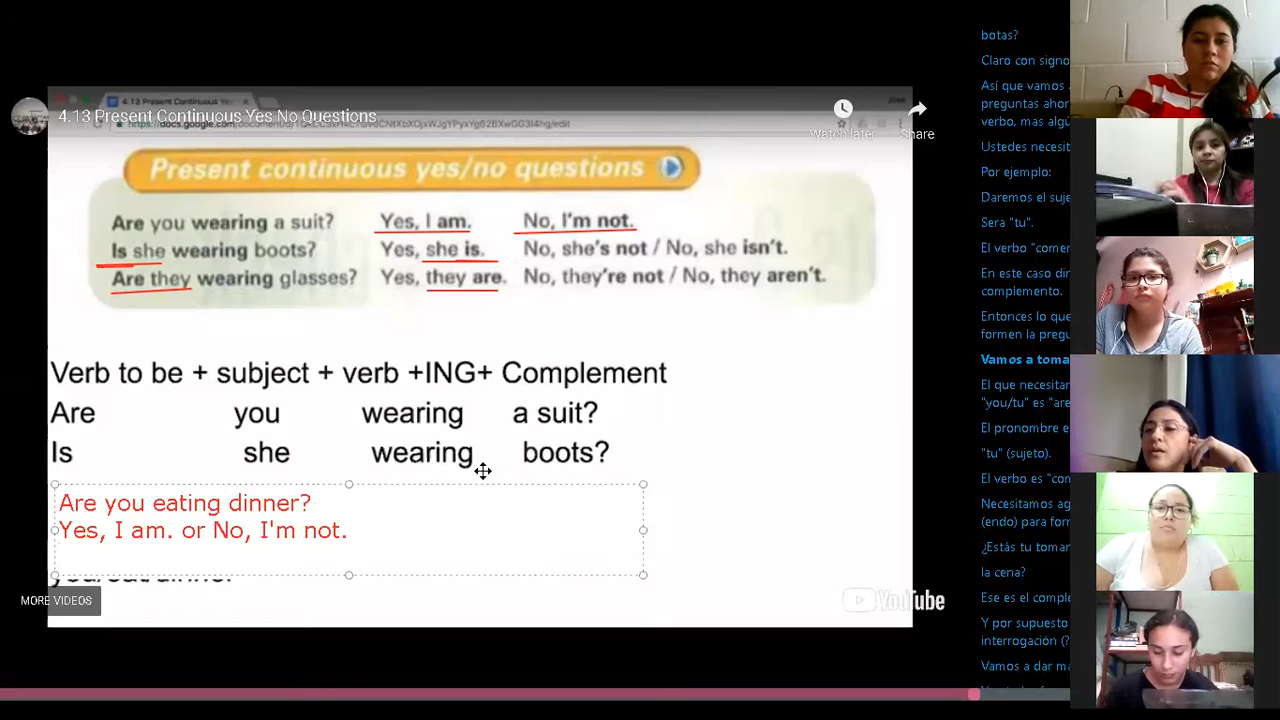 4.13 Present Continuous Yes No Questions
Watch later
Share
Present continuous yes/no questions
Are you wearing a suit? Yes, I am. No, I'm not.
Is she wearing boots? Yes, she is. No, she's not / No, she isn't.
Are they wearing glasses? Yes, they are. No, they're not / No, they aren't.
Verb to be + subject + verb +ING+ Complement
Are you wearing a suit?
Is she wearing boots?
Are you eating dinner?
Yes, I am. or No, I'm not.
MORE VIDEOS
YouTube
botas?
Claro con signo
Así que vamos a
preguntas ahor
verbo, mas algú
Ustedes necesit
Por ejemplo:
Daremos el suje
Sera "tu".
El verbo "comer
En este caso dir
complemento.
Entonces lo que
formen la pregu
Vamos a toma
El que necesitar
"you/tu" es "are
El pronombre e
"tu" (sujeto).
El verbo es "con
Necesitamos ag
(endo) para forr
¿Estás tu tomar
la cena?
Ese es el comple
Y por supuesto
interrogación (?
Vamos a dar ma